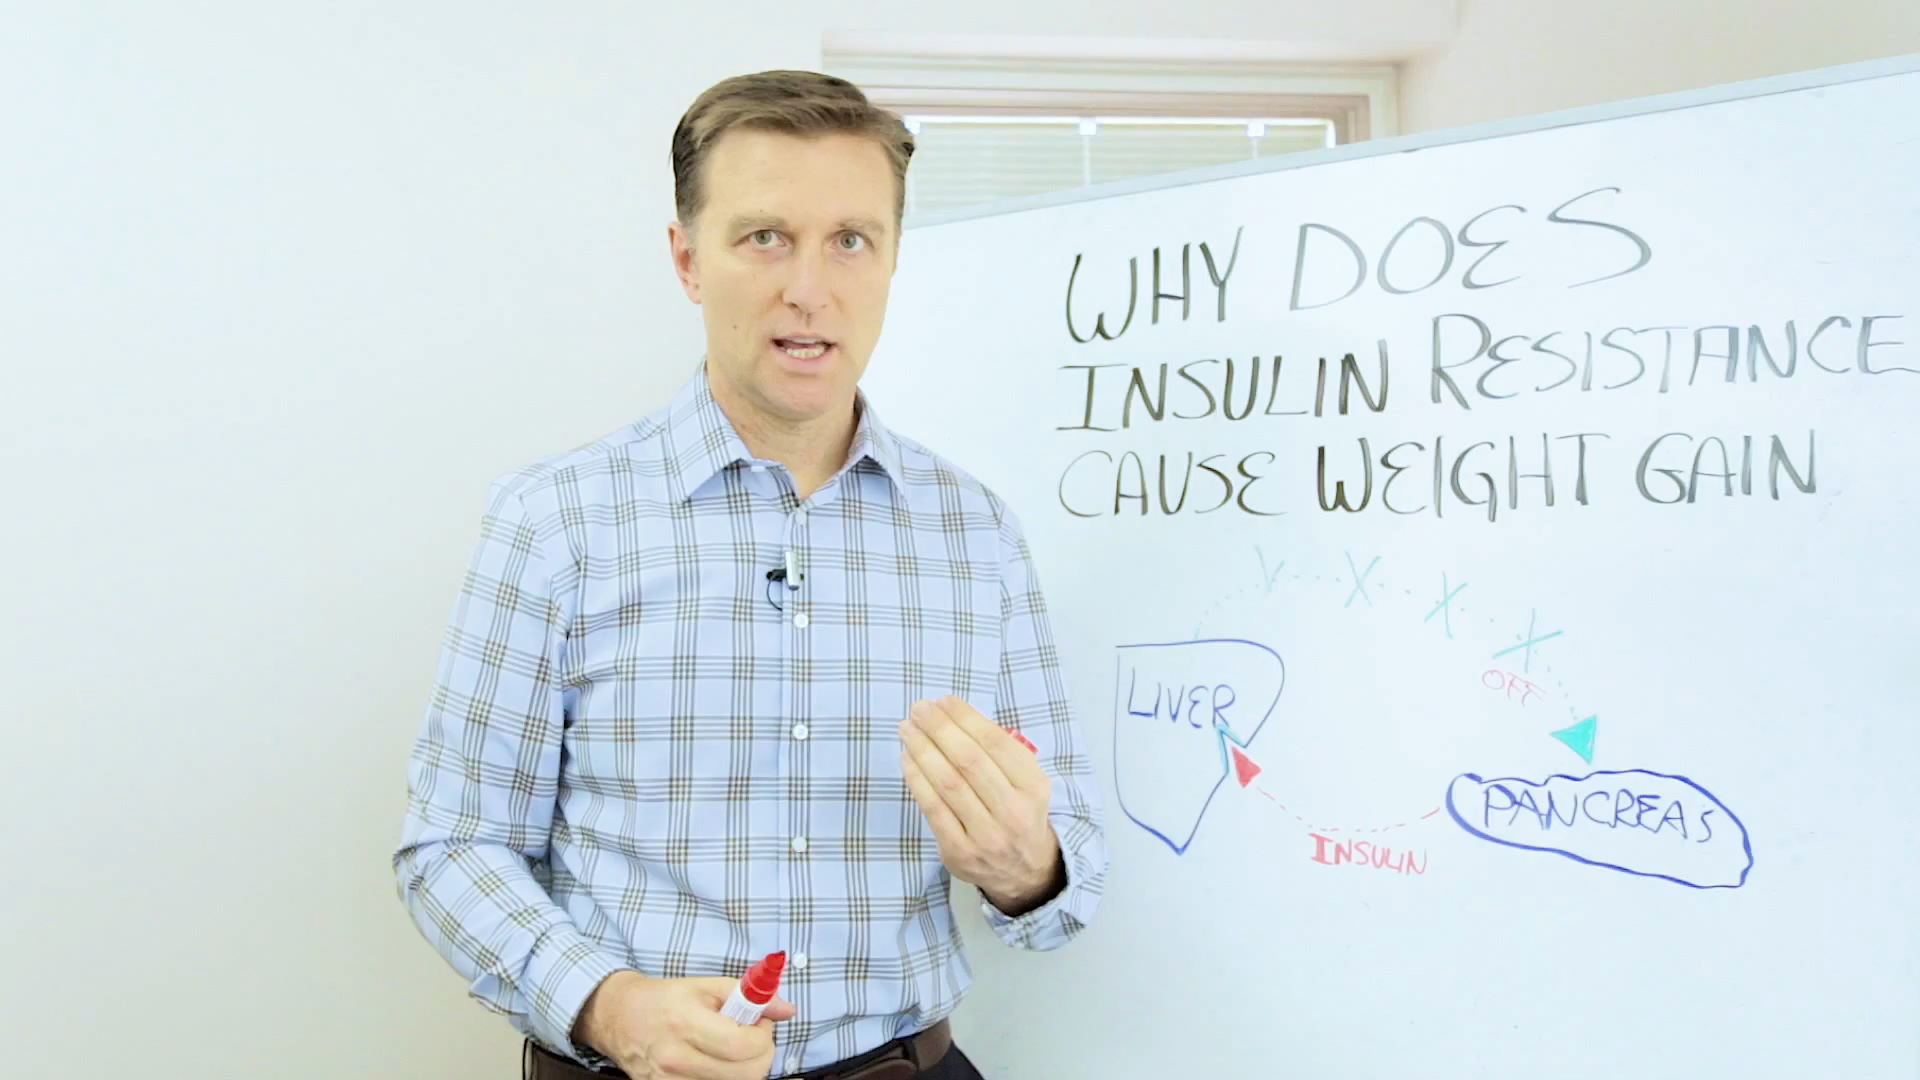 WHY DOES
INSULIN RESISTANCE
CAUSE WEIGHT GAIN
X X X
OFF
LIVER
PANCREAS
INSULIN